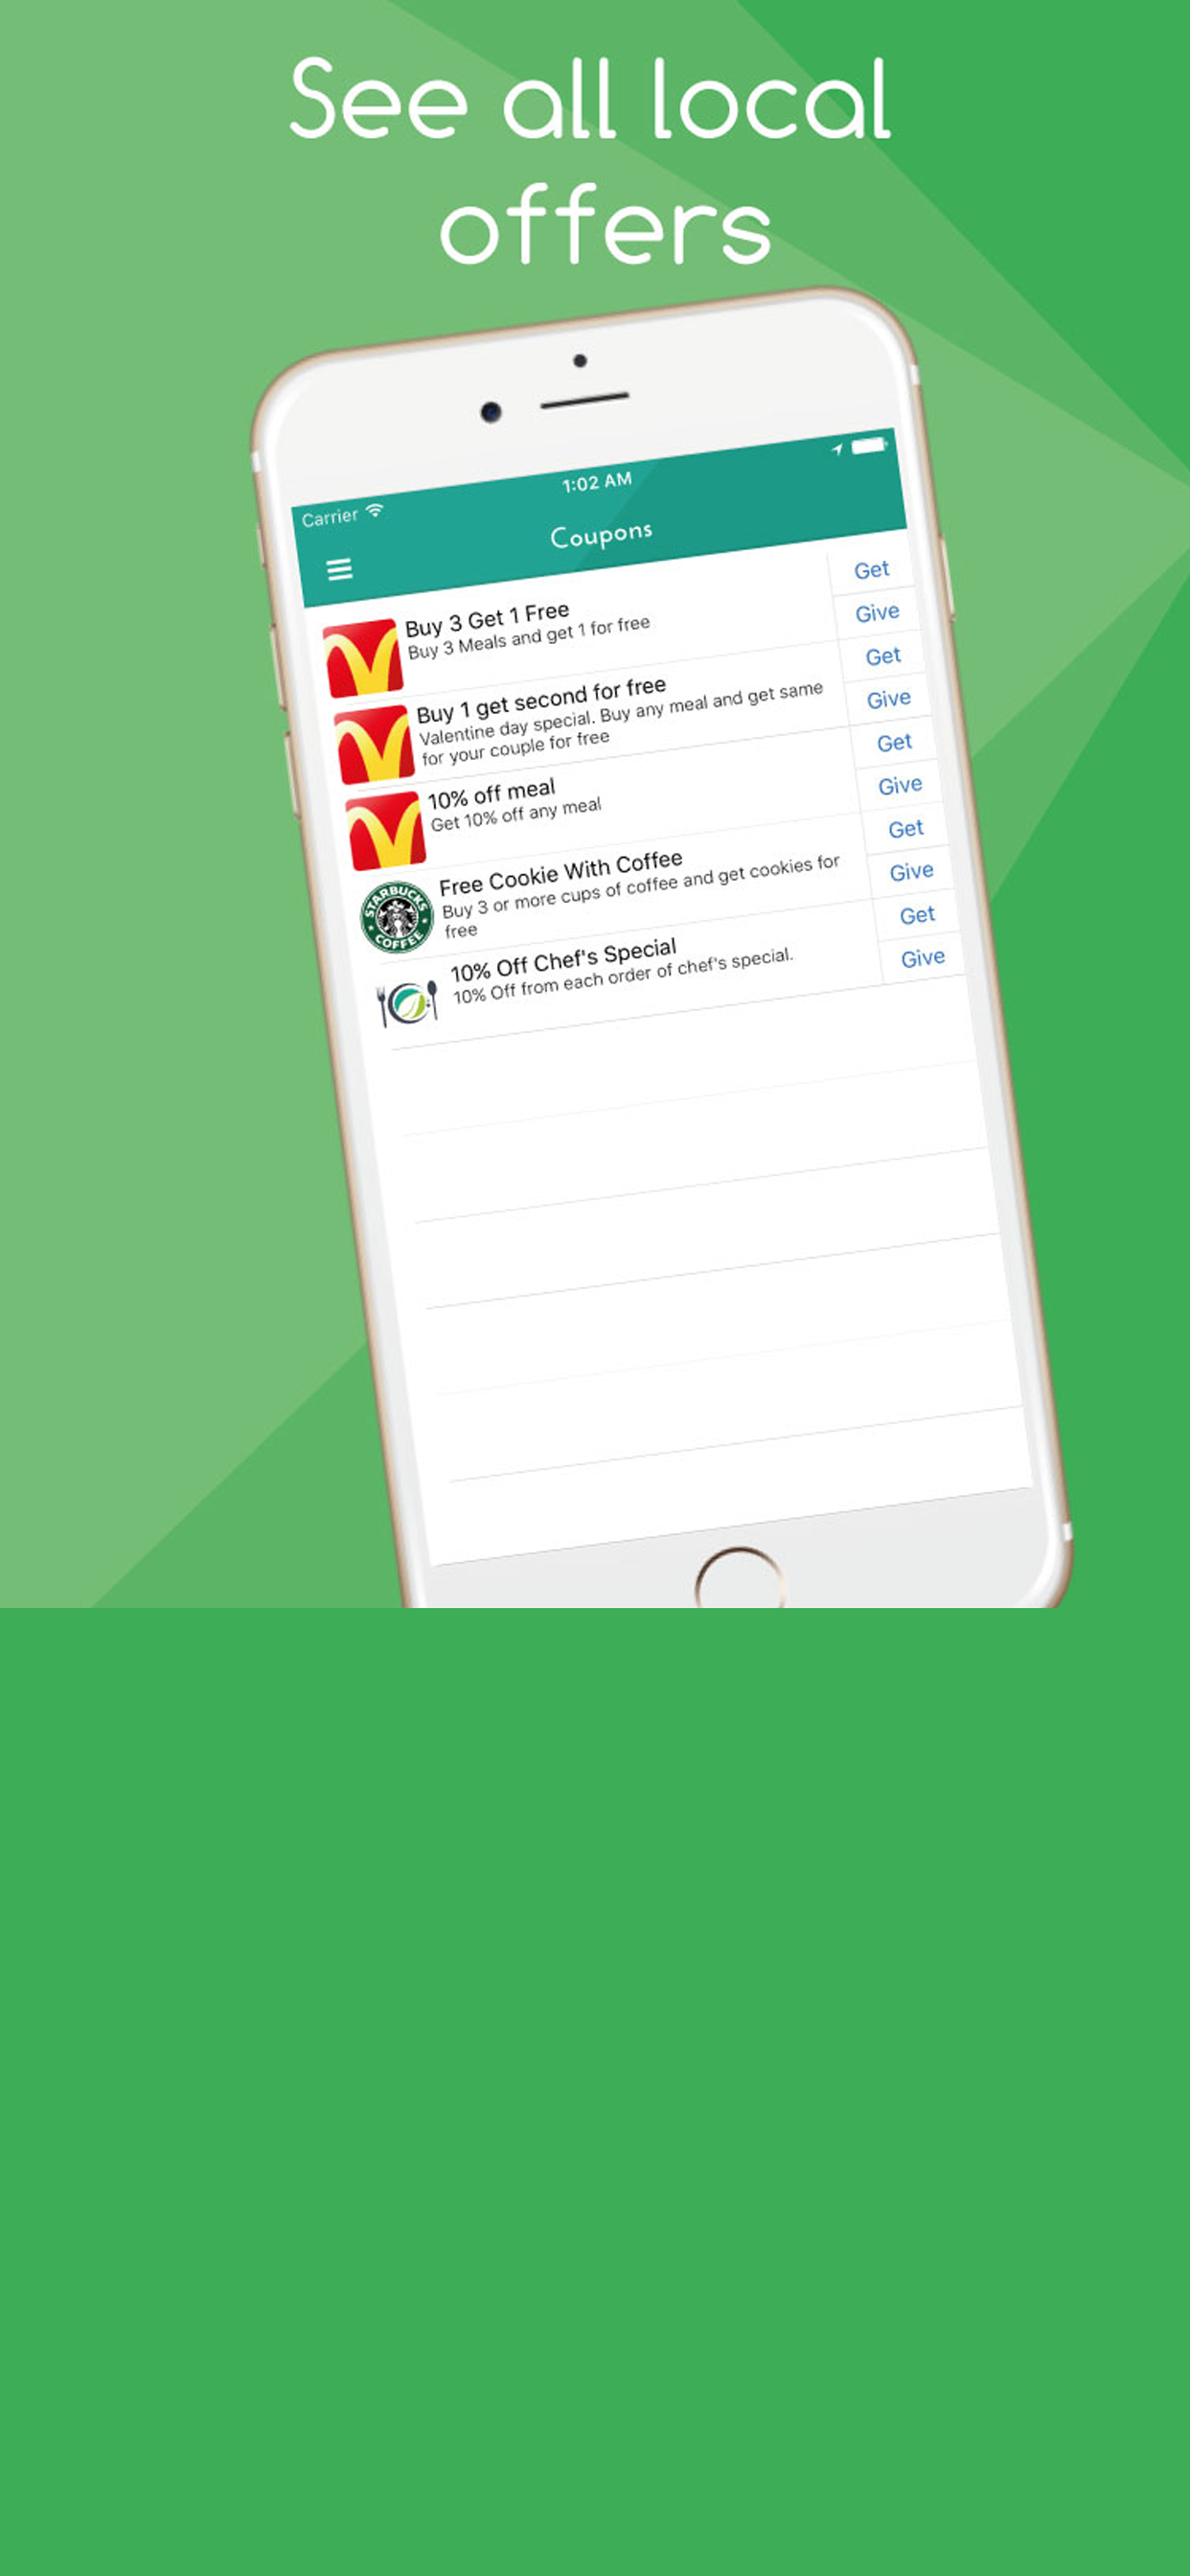 See all local
offers
Carrier
1:02 AM
Coupons
Buy 3 Get 1 Free
Buy 3 Meals and get 1 for free
Get
Give
Buy 1 get second for free
Valentine day special. Buy any meal and get same
for your couple for free
Get
Give
10% off meal
Get 10% off any meal
Get
Give
STARBUCKS
COFFEE
Free Cookie With Coffee
Buy 3 or more cups of coffee and get cookies for
free
Get
Give
10% Off Chef's Special
10% Off from each order of chef's special.
Get
Give